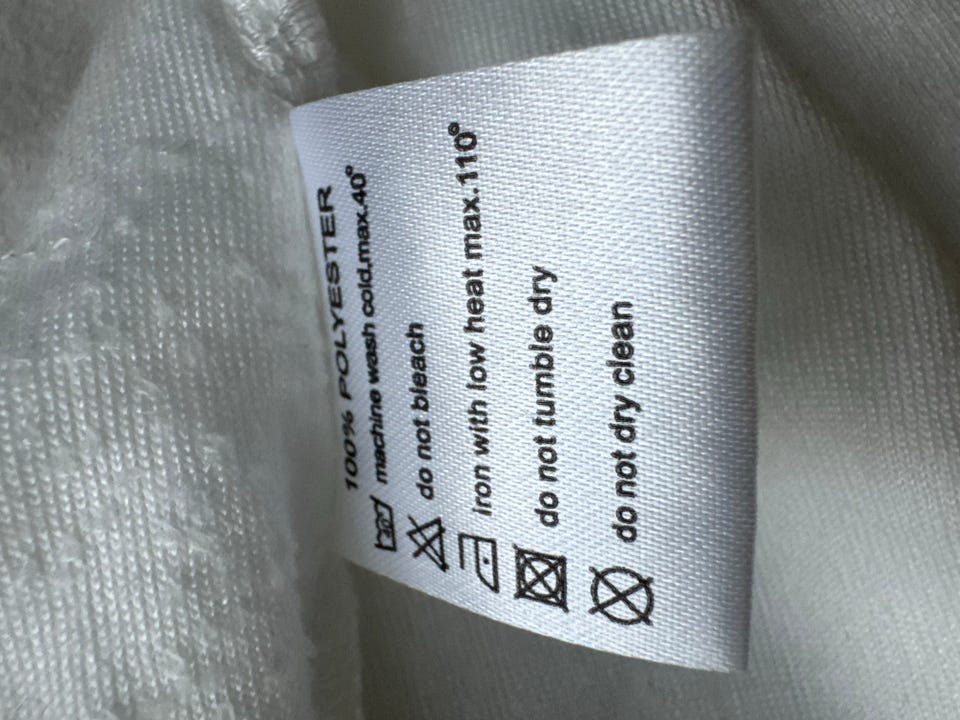 100% POLYESTER
machine wash cold,max.40°
do not bleach
Iron with low heat max.110°
do not tumble dry
do not dry clean